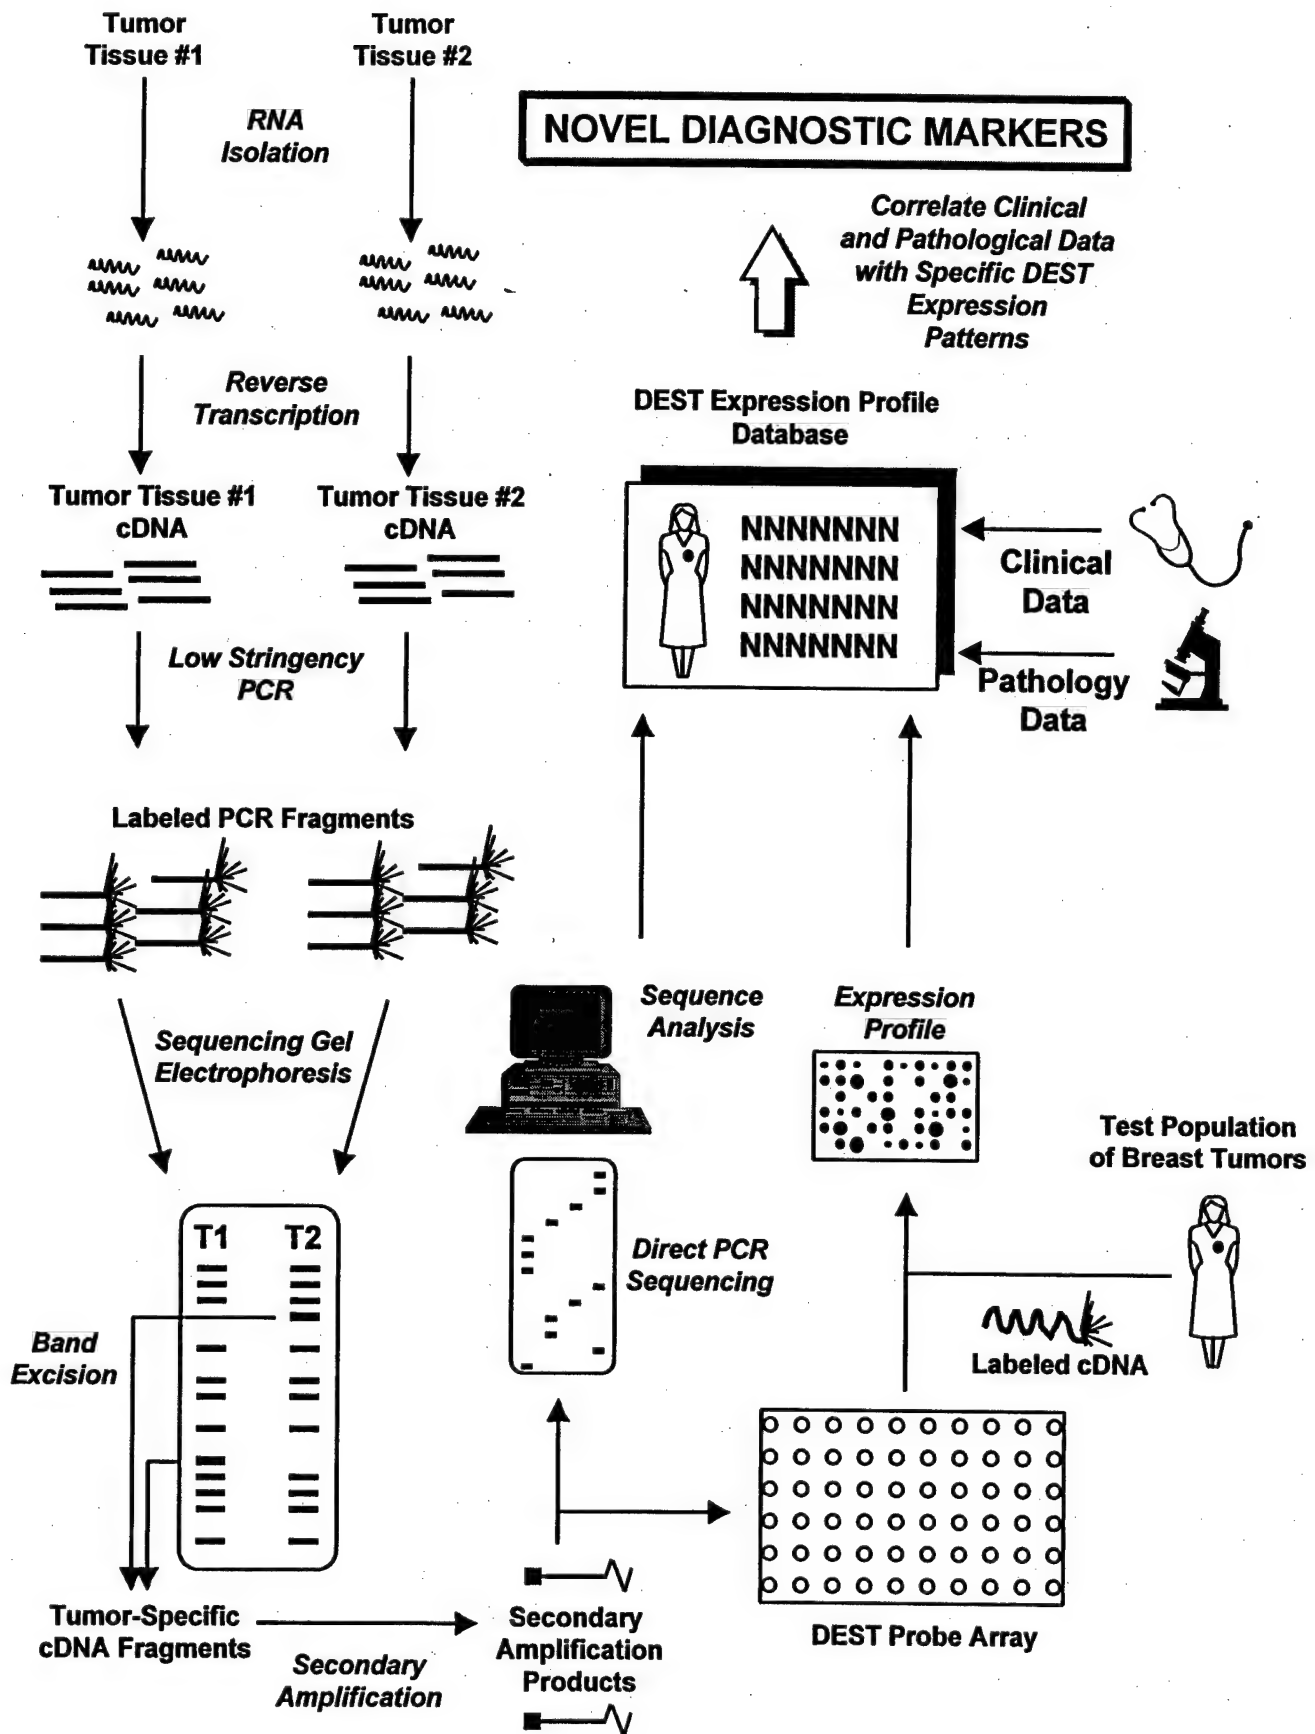 Tumor
Tissue #1
Tumor
Tissue #2
RNA
Isolation
NOVEL DIAGNOSTIC MARKERS
Correlate Clinical
and Pathological Data
with Specific DEST
Expression
Patterns
Reverse
Transcription
DEST Expression Profile
Database
Tumor Tissue #1
cDNA
Tumor Tissue #2
cDNA
NNNNNNN
NNNNNNN
NNNNNNN
NNNNNNN
Clinical
Data
Pathology
Data
Low Stringency
PCR
Labeled PCR Fragments
Sequencing Gel
Electrophoresis
Sequence
Analysis
Expression
Profile
Test Population
of Breast Tumors
T1 T2
Direct PCR
Sequencing
Band
Excision
Labeled cDNA
Tumor-Specific
cDNA Fragments
Secondary
Amplification
Secondary
Amplification
Products
DEST Probe Array